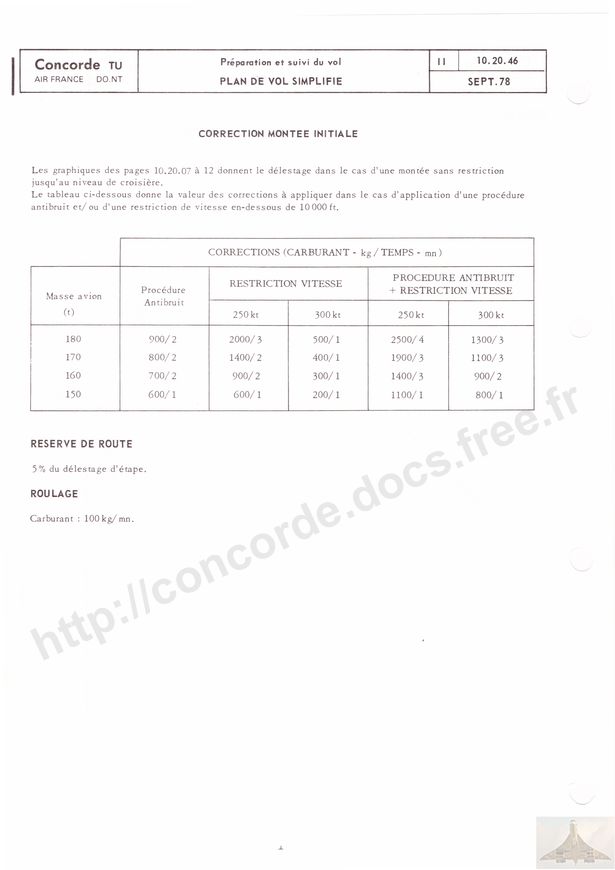 Concorde TU
AIR FRANCE DO.NT
Préparation et suivi du vol
PLAN DE VOL SIMPLIFIE
II
10.20.46
SEPT.78
CORRECTION MONTEE INITIALE
Les graphiques des pages 10.20.07 à 12 donnent le délestage dans le cas d'une montée sans restriction
jusqu'au niveau de croisière.
Le tableau ci-dessous donne la valeur des corrections à appliquer dans le cas d'application d'une procédure
antibruit et/ou d'une restriction de vitesse en-dessous de 10 000 ft.
CORRECTIONS (CARBURANT - kg / TEMPS - mn)
Masse avion
(t)
Procédure
Antibruit
RESTRICTION VITESSE
PROCEDURE ANTIBRUIT
+ RESTRICTION VITESSE
250 kt 300 kt 250 kt 300 kt
180 900/2 2000/3 500/1 2500/4 1300/3
170 800/2 1400/2 400/1 1900/3 1100/3
160 700/2 900/2 300/1 1400/3 900/2
150 600/1 600/1 200/1 1100/1 800/1
RESERVE DE ROUTE
5 % du délestage d'étape.
ROULAGE
Carburant : 100 kg/mn.
http://concorde.docs.free.fr